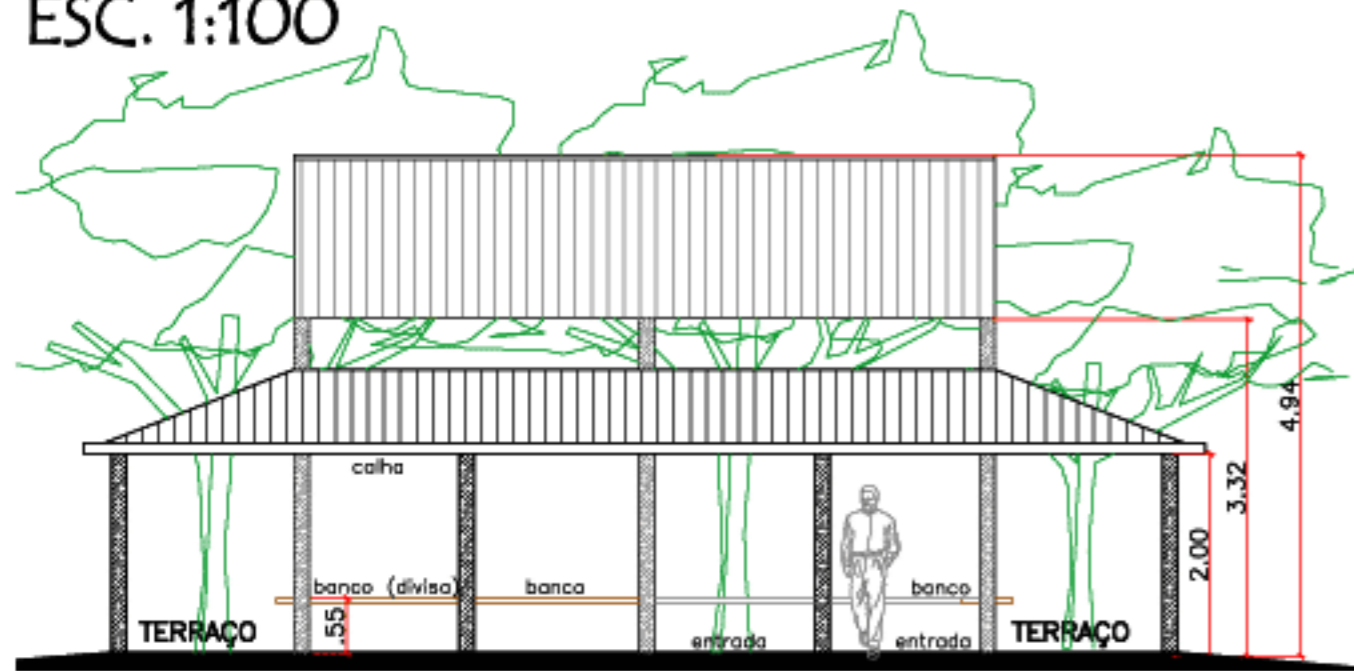 ESC. 1:100
4.94
3.32
calha
2.00
banco (divisa)
banco
banco
.55
TERRAÇO
entrada
entrada
TERRAÇO